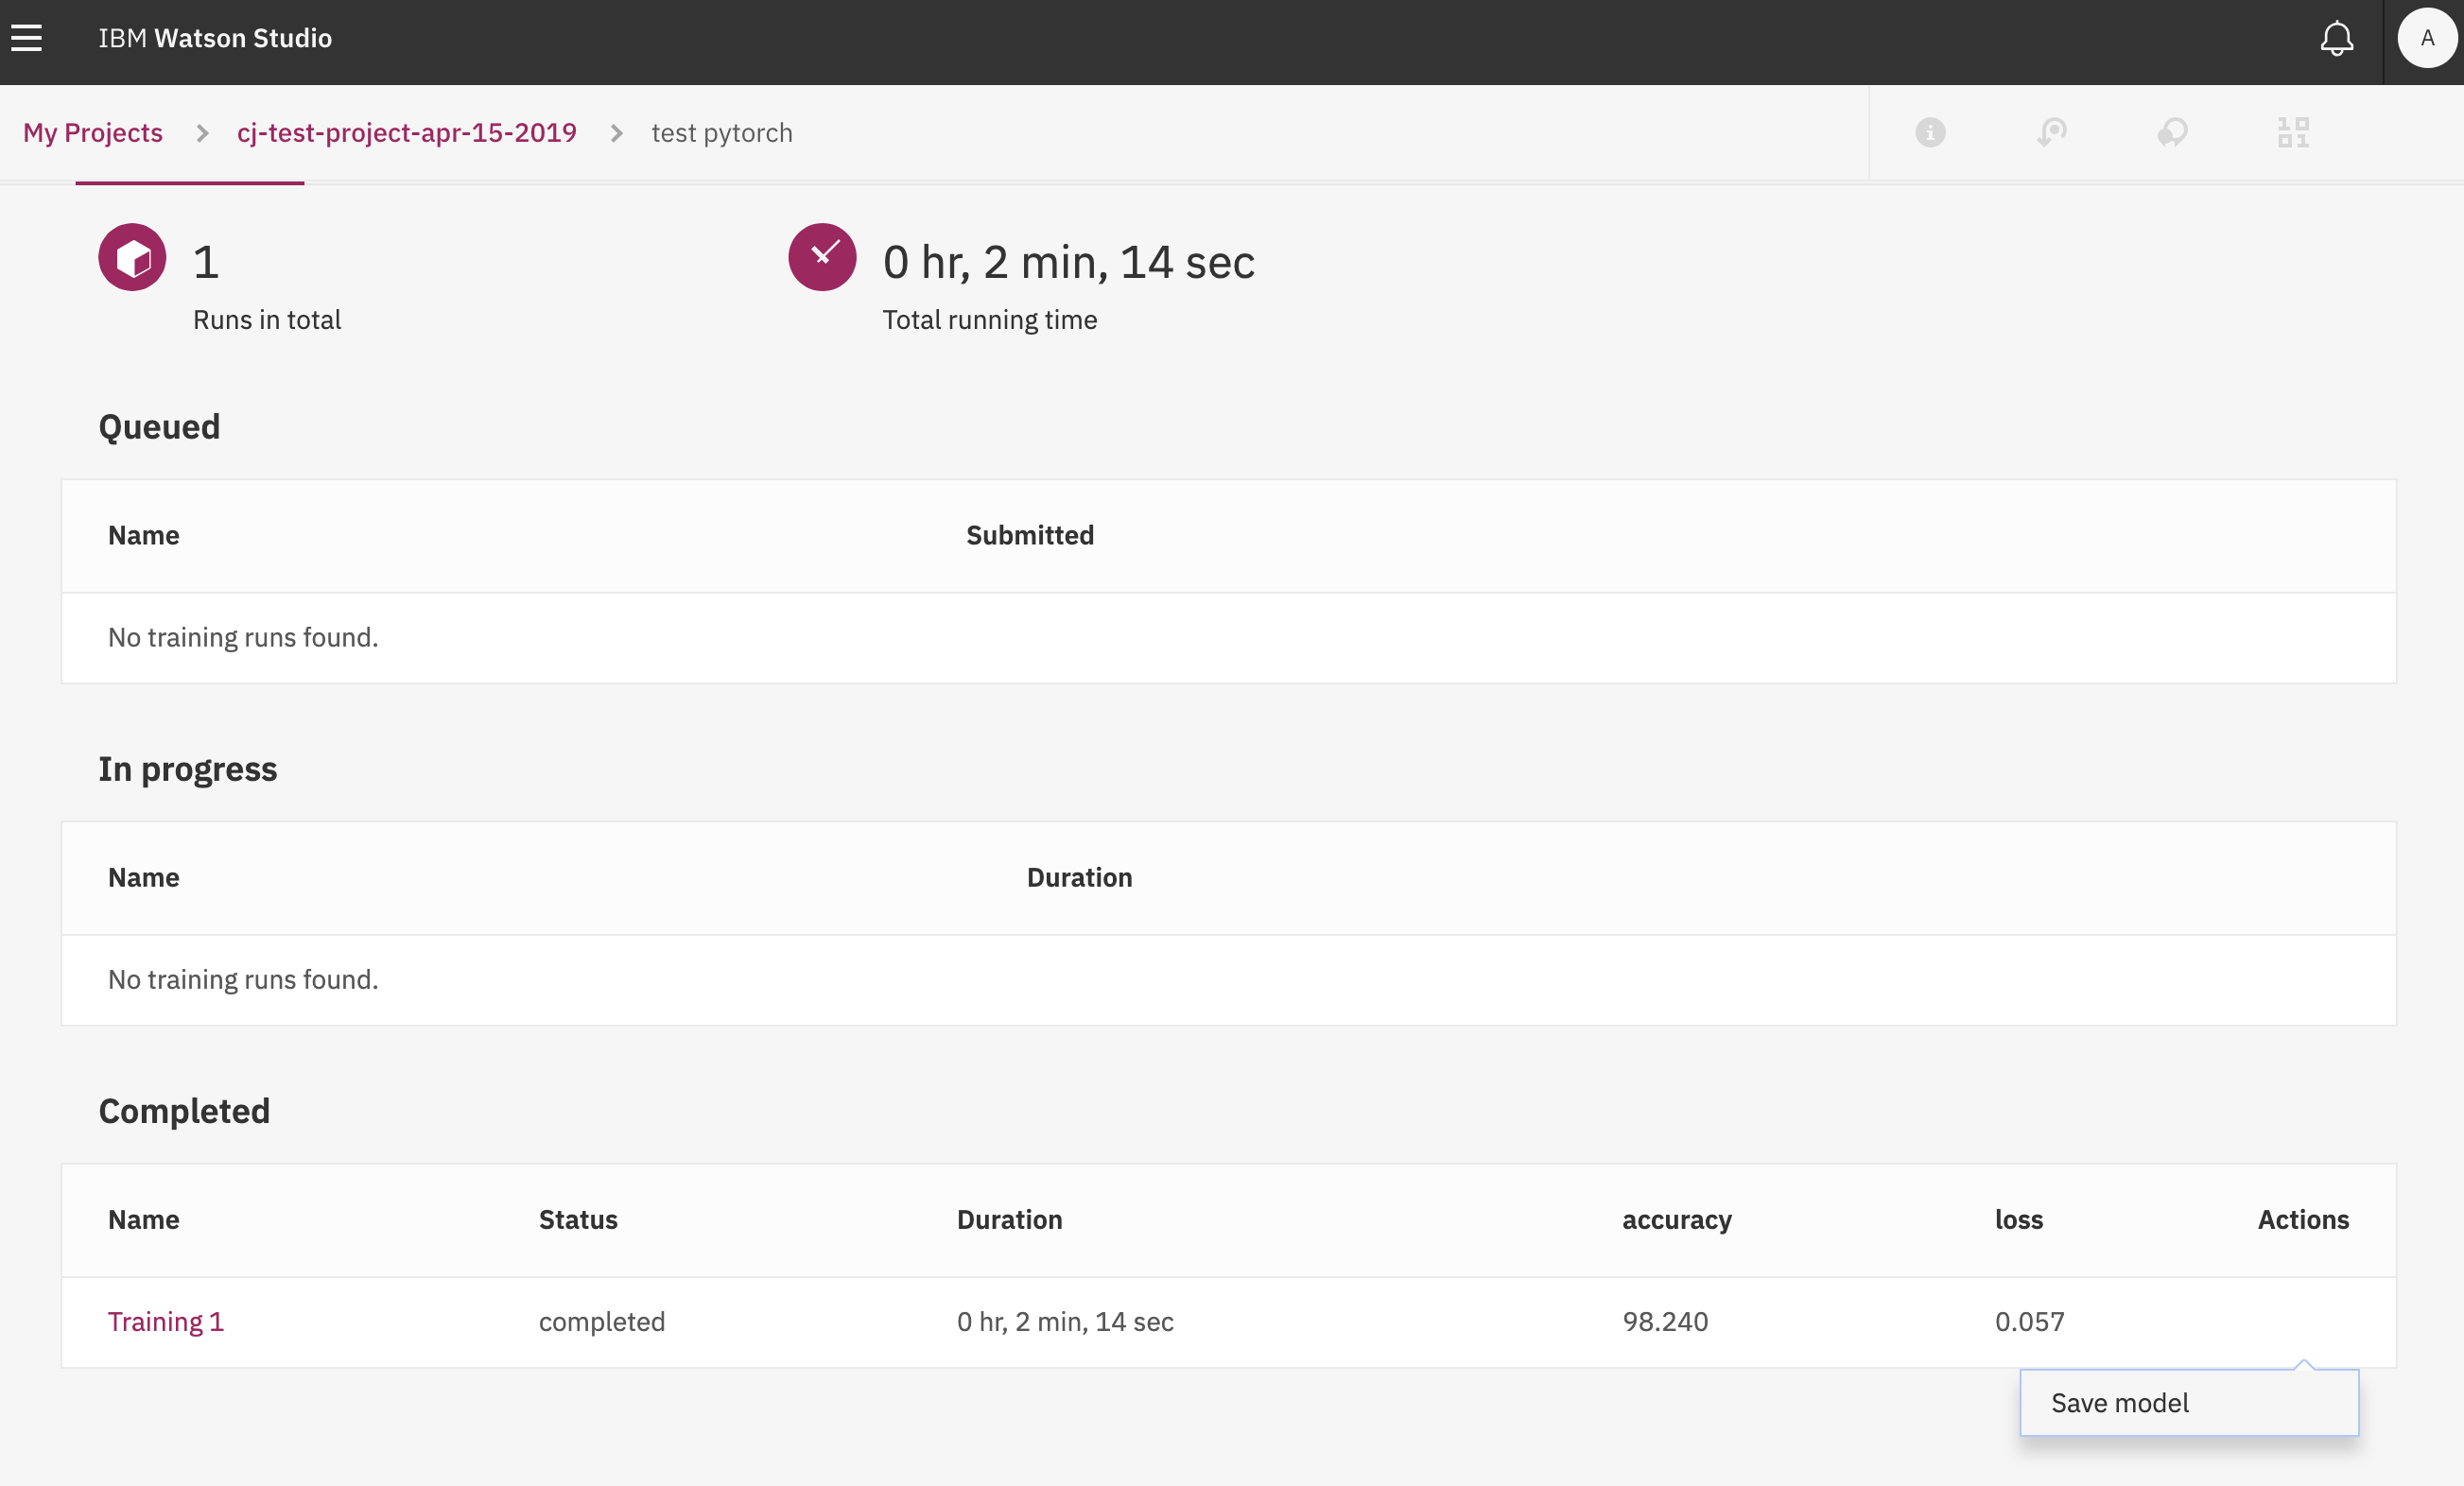 IBM Watson Studio
A
My Projects > cj-test-project-apr-15-2019 > test pytorch
1
Runs in total
0 hr, 2 min, 14 sec
Total running time
Queued
Name Submitted
No training runs found.
In progress
Name Duration
No training runs found.
Completed
Name Status Duration accuracy loss Actions
Training 1 completed 0 hr, 2 min, 14 sec 98.240 0.057
Save model